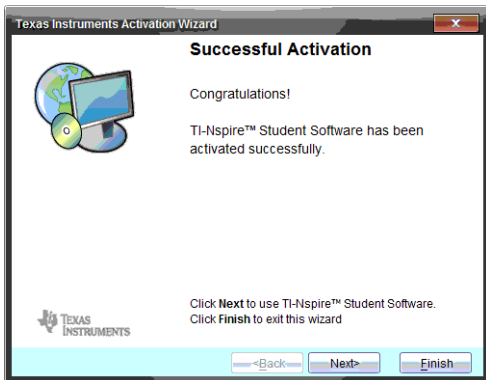 Texas Instruments Activation Wizard
x
Successful Activation
Congratulations!
TI-Nspire™ Student Software has been
activated successfully.
Click Next to use TI-Nspire™ Student Software.
Click Finish to exit this wizard
TEXAS
INSTRUMENTS
<Back Next> Finish